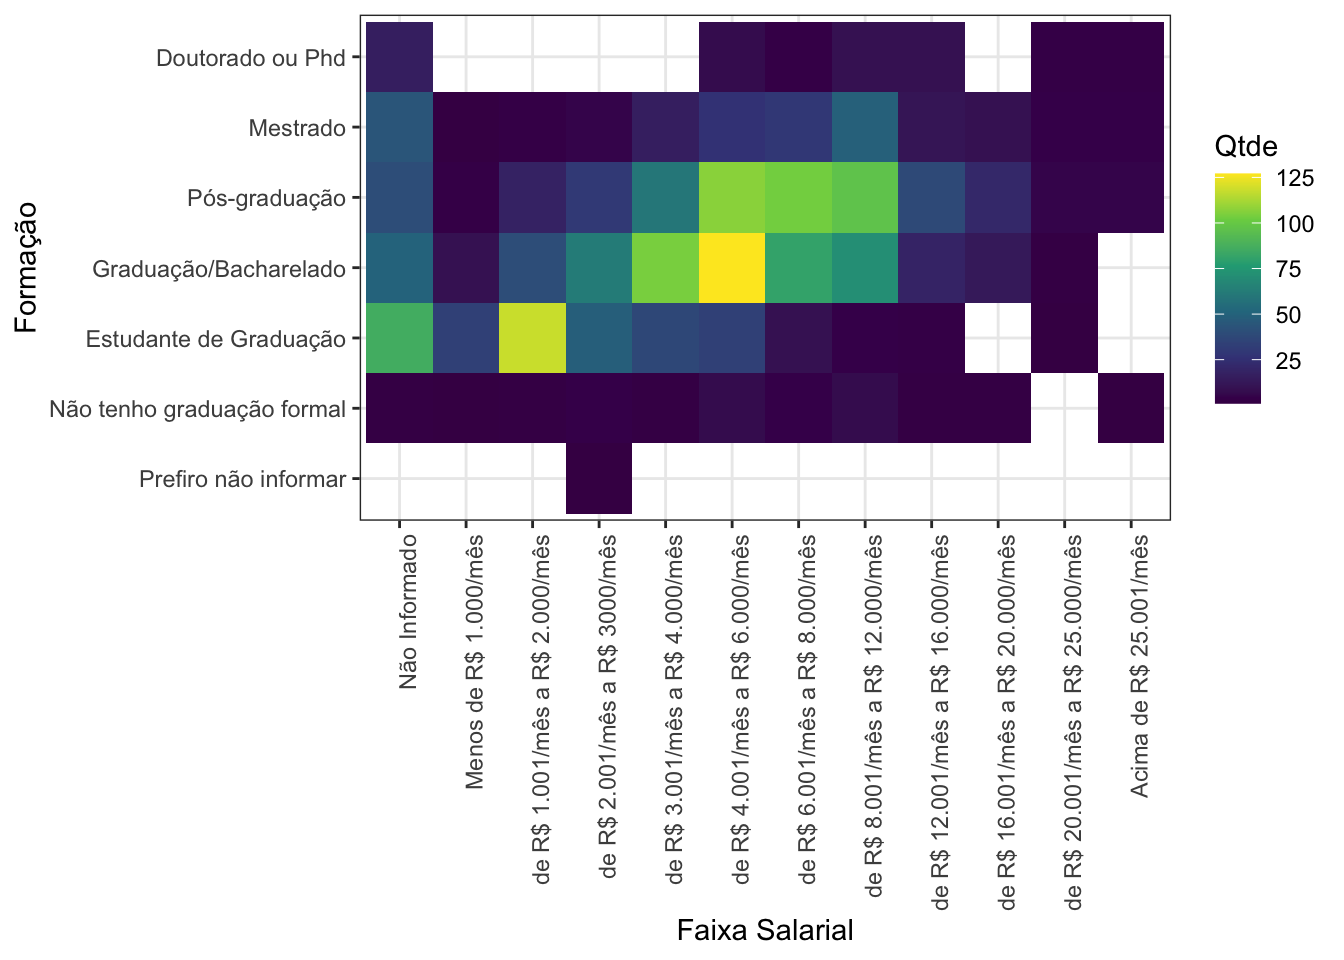 Formação
Doutorado ou Phd
Mestrado
Pós-graduação
Graduação/Bacharelado
Estudante de Graduação
Não tenho graduação formal
Prefiro não informar
Não Informado
Menos de R$ 1.000/mês
de R$ 1.001/mês a R$ 2.000/mês
de R$ 2.001/mês a R$ 3000/mês
de R$ 3.001/mês a R$ 4.000/mês
de R$ 4.001/mês a R$ 6.000/mês
de R$ 6.001/mês a R$ 8.000/mês
de R$ 8.001/mês a R$ 12.000/mês
de R$ 12.001/mês a R$ 16.000/mês
de R$ 16.001/mês a R$ 20.000/mês
de R$ 20.001/mês a R$ 25.000/mês
Acima de R$ 25.001/mês
Faixa Salarial
Qtde
125
100
75
50
25